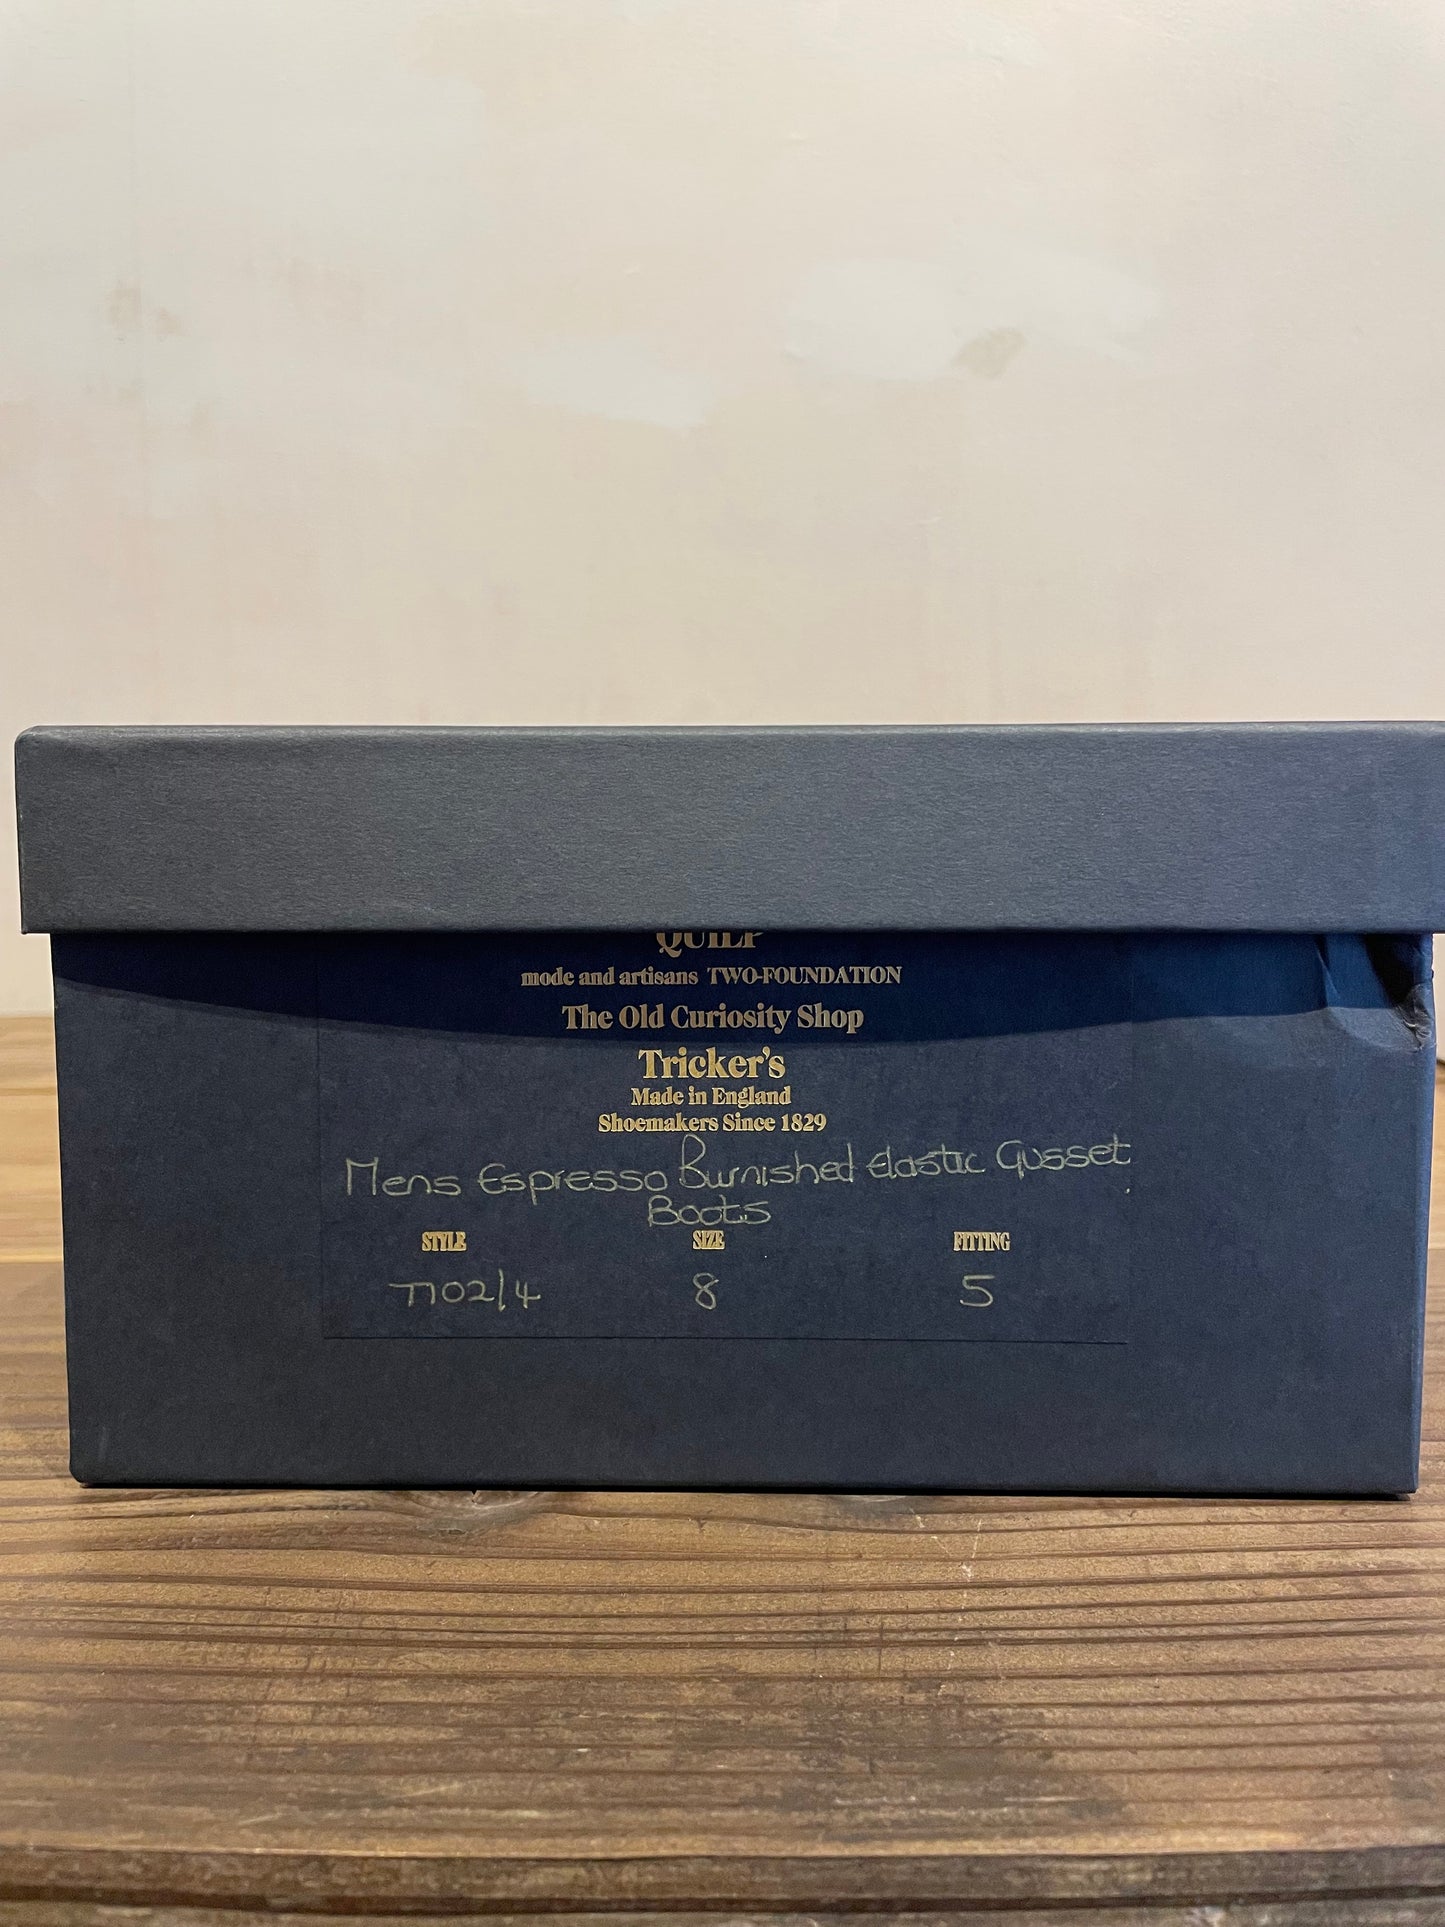 QUILP
mode and artisans TWO-FOUNDATION
The Old Curiosity Shop
Tricker's
Made in England
Shoemakers Since 1829
Mens Espresso Burnished Elastic Gusset
Boots
STYLE SIZE FITTING
7702/4 8 5